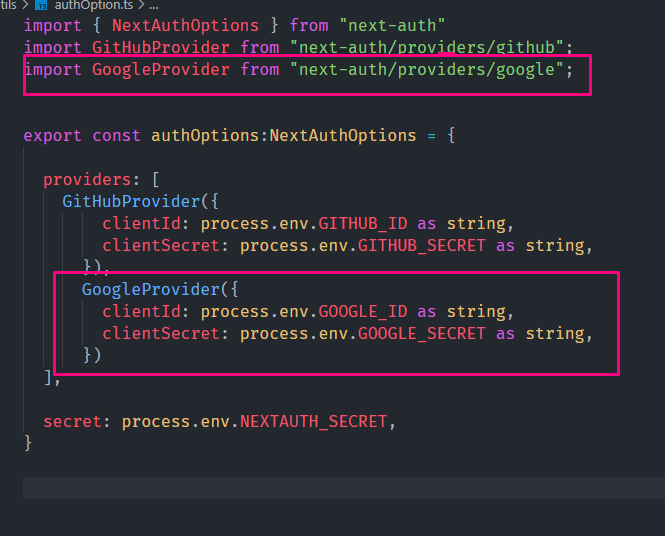 tils > TS authOption.ts > ...
import { NextAuthOptions } from "next-auth"
import GitHubProvider from "next-auth/providers/github";
import GoogleProvider from "next-auth/providers/google";
export const authOptions:NextAuthOptions = {
providers: [
GitHubProvider({
clientId: process.env.GITHUB_ID as string,
clientSecret: process.env.GITHUB_SECRET as string,
}),
GoogleProvider({
clientId: process.env.GOOGLE_ID as string,
clientSecret: process.env.GOOGLE_SECRET as string,
})
],
secret: process.env.NEXTAUTH_SECRET,
}